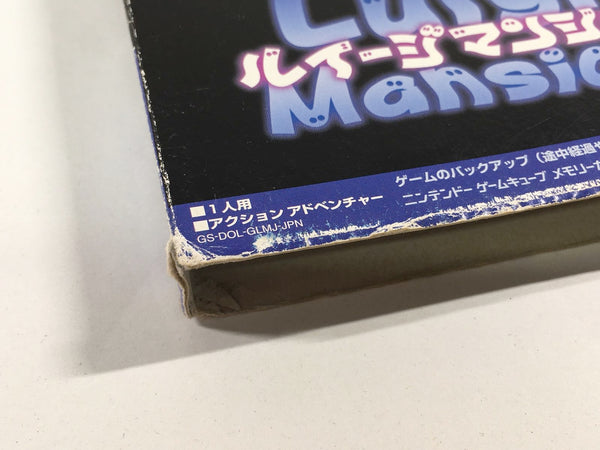 ルイージマンシ
Mansi
■1人用
■アクション アドベンチャー
GS-DOL-GLMJ-JPN
ゲームのバックアップ(途中経過や
ニンテンドー ゲームキューブ メモリーカ